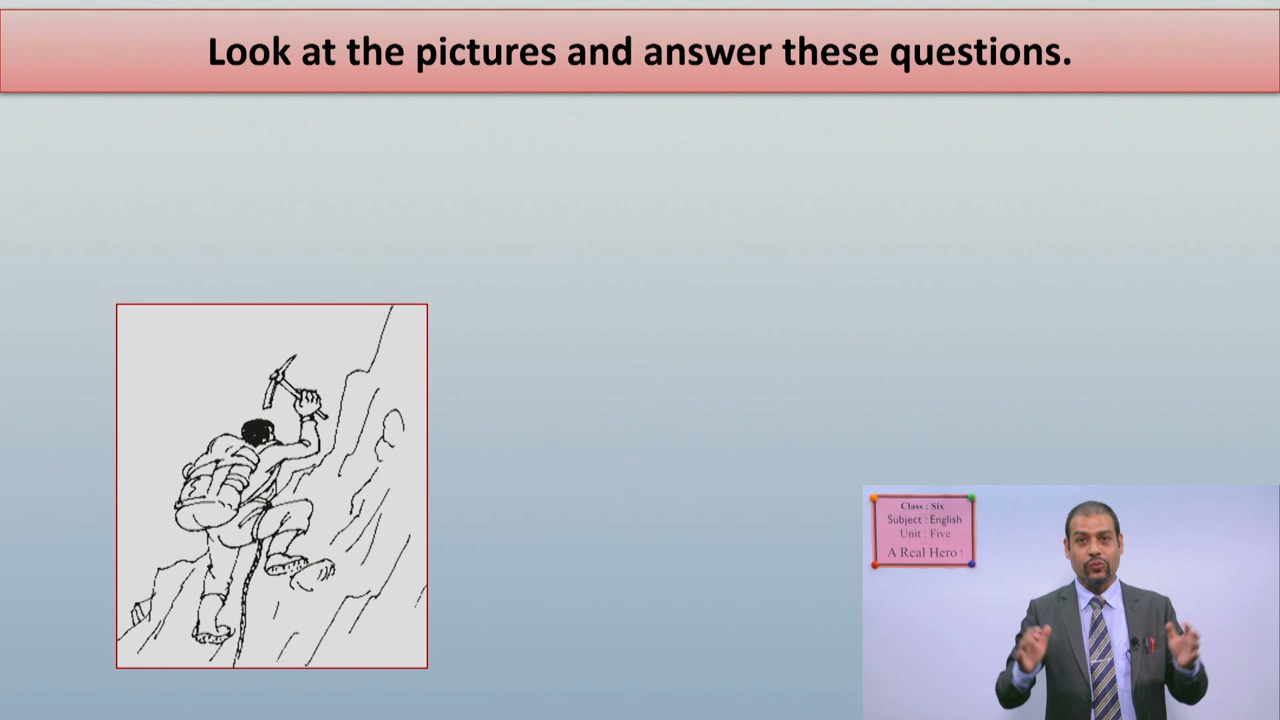 Look at the pictures and answer these questions.
Class : Six
Subject : English
Unit : Five
A Real Hero !